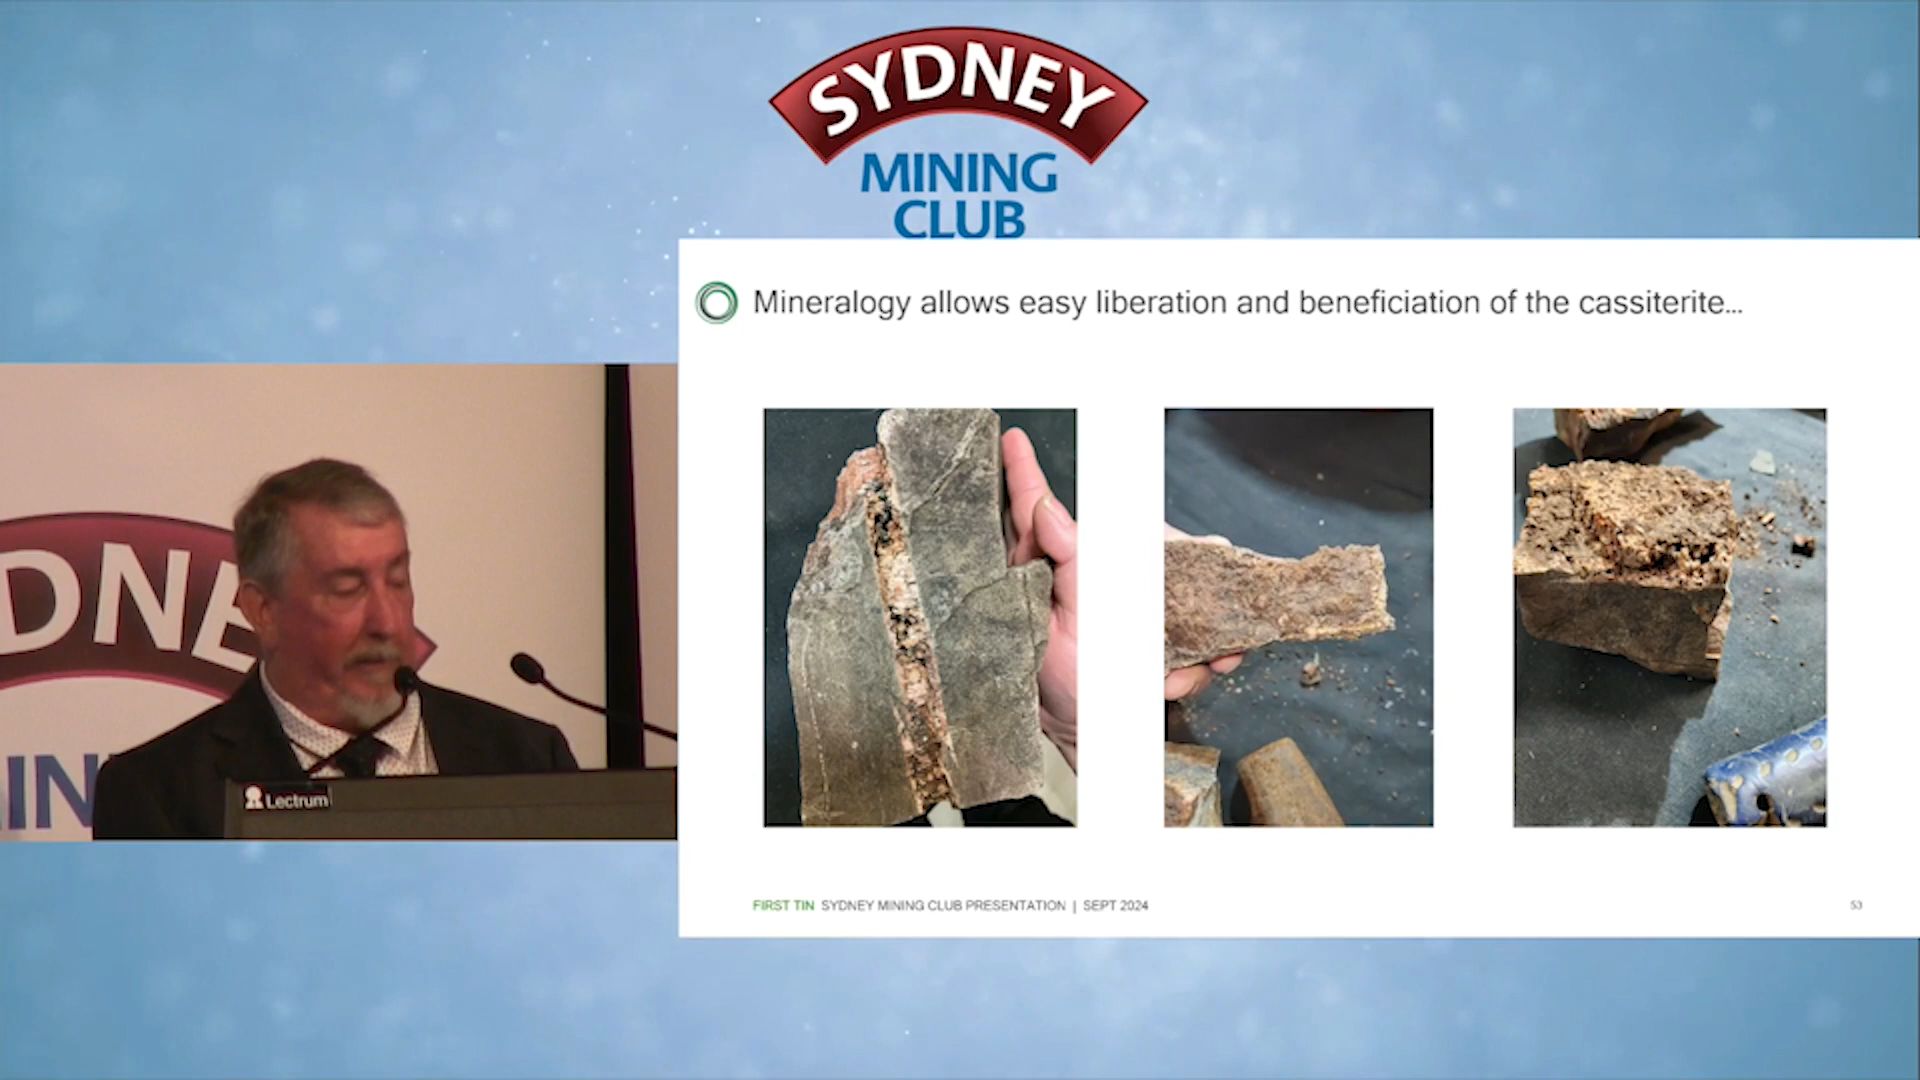 SYDNEY
MINING
CLUB
Mineralogy allows easy liberation and beneficiation of the cassiterite...
DNE
IN
Lectrum
FIRST TIN SYDNEY MINING CLUB PRESENTATION | SEPT 2024
53